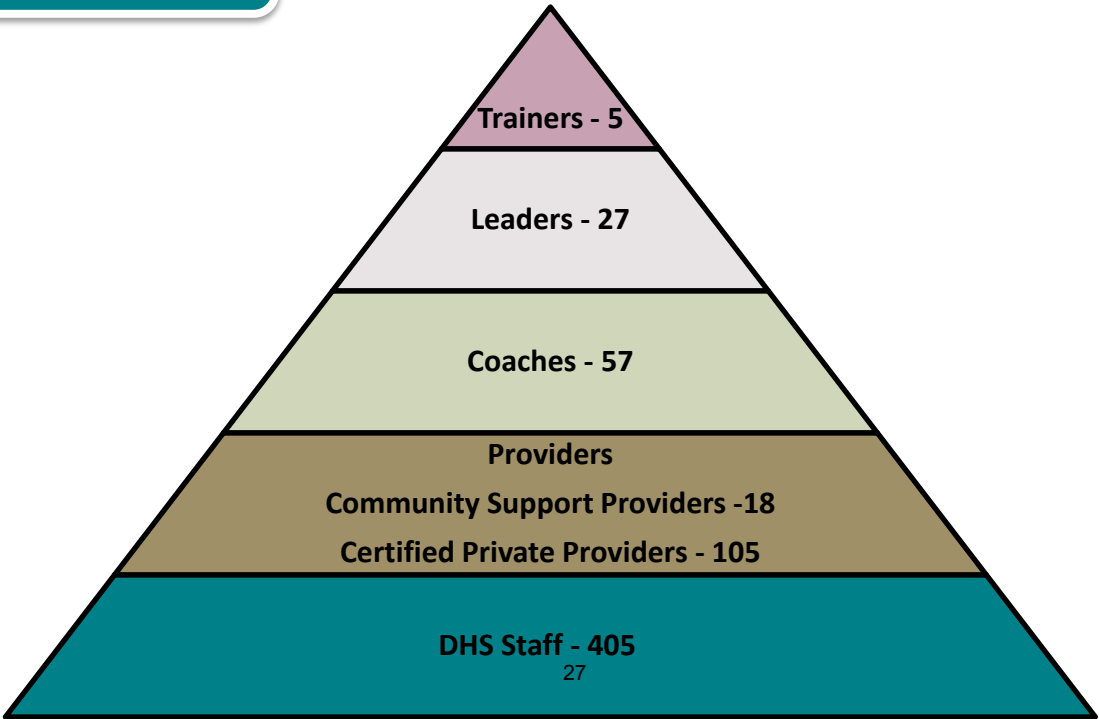 Trainers - 5
Leaders - 27
Coaches - 57
Providers
Community Support Providers -18
Certified Private Providers - 105
DHS Staff - 405
27